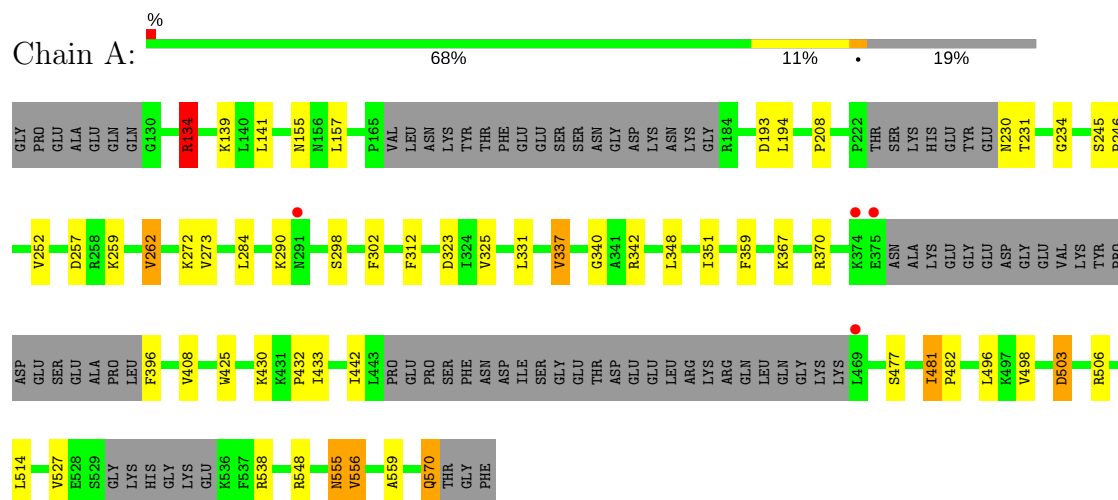 %
Chain A:
68% 11% • 19%
GLY PRO GLU ALA GLU GLN GLN G130 R134 K139 L140 L141 N155 N156 L157 P165 VAL LEU ASN LYS TYR THR PHE GLU GLU SER SER ASN GLY ASP LYS ASN LYS GLY R184 D193 L194 P208 P222 THR SER LYS HIS GLU TYR GLU N230 T231 G234 S245
V252 D257 R258 K259 V262 K272 V273 L284 K290 N291 S298 F302 F312 D323 I324 V325 L331 V337 G340 A341 R342 L348 I351 F359 K367 R370 K374 E375 ASN ALA LYS GLU GLY GLU ASP GLY GLU VAL LYS TYR PRO
ASP GLU SER GLU ALA PRO LEU F396 V408 W425 K430 K431 P432 I433 I442 L443 PRO GLU PRO SER PHE ASN ASP ILE SER GLY GLU THR ASP GLU GLU LEU ARG LYS ARG GLN LEU GLN GLY LYS LYS L469 S477 I481 P482 L496 K497 V498 D503 R506
L514 V527 E528 S529 GLY LYS HIS GLY LYS GLU K536 F537 R538 R548 N555 V556 A559 Q570 THR GLY PHE